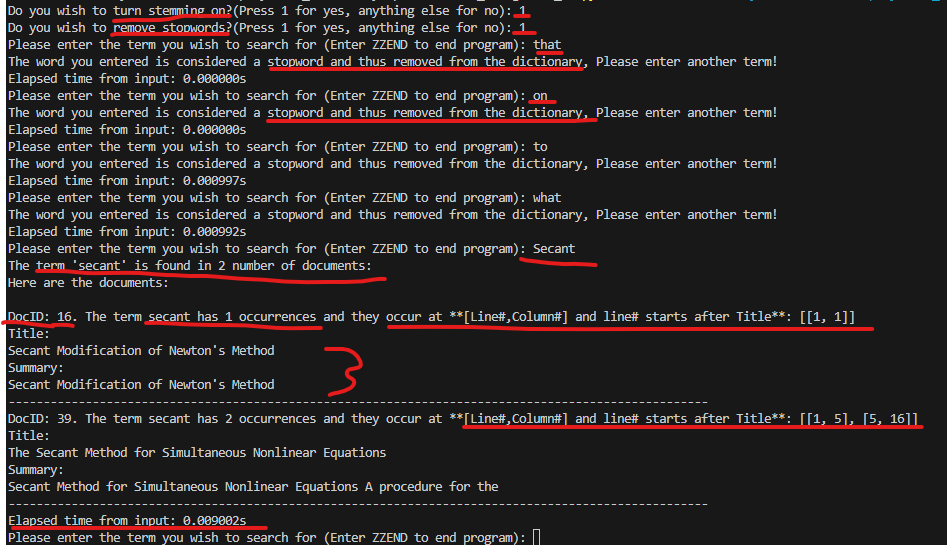 Do you wish to turn stemming on?(Press 1 for yes, anything else for no): 1
Do you wish to remove stopwords?(Press 1 for yes, anything else for no): 1
Please enter the term you wish to search for (Enter ZZEND to end program): that
The word you entered is considered a stopword and thus removed from the dictionary, Please enter another term!
Elapsed time from input: 0.000000s
Please enter the term you wish to search for (Enter ZZEND to end program): on
The word you entered is considered a stopword and thus removed from the dictionary, Please enter another term!
Elapsed time from input: 0.000000s
Please enter the term you wish to search for (Enter ZZEND to end program): to
The word you entered is considered a stopword and thus removed from the dictionary, Please enter another term!
Elapsed time from input: 0.000997s
Please enter the term you wish to search for (Enter ZZEND to end program): what
The word you entered is considered a stopword and thus removed from the dictionary, Please enter another term!
Elapsed time from input: 0.000992s
Please enter the term you wish to search for (Enter ZZEND to end program): Secant
The term 'secant' is found in 2 number of documents:
Here are the documents:
DocID: 16. The term secant has 1 occurrences and they occur at **[Line#,Column#] and line# starts after Title**: [[1, 1]]
Title:
Secant Modification of Newton's Method
Summary:
Secant Modification of Newton's Method
--------------------------------------------------------------------------------------------
DocID: 39. The term secant has 2 occurrences and they occur at **[Line#,Column#] and line# starts after Title**: [[1, 5], [5, 16]]
Title:
The Secant Method for Simultaneous Nonlinear Equations
Summary:
Secant Method for Simultaneous Nonlinear Equations A procedure for the
--------------------------------------------------------------------------------------------
Elapsed time from input: 0.009002s
Please enter the term you wish to search for (Enter ZZEND to end program):